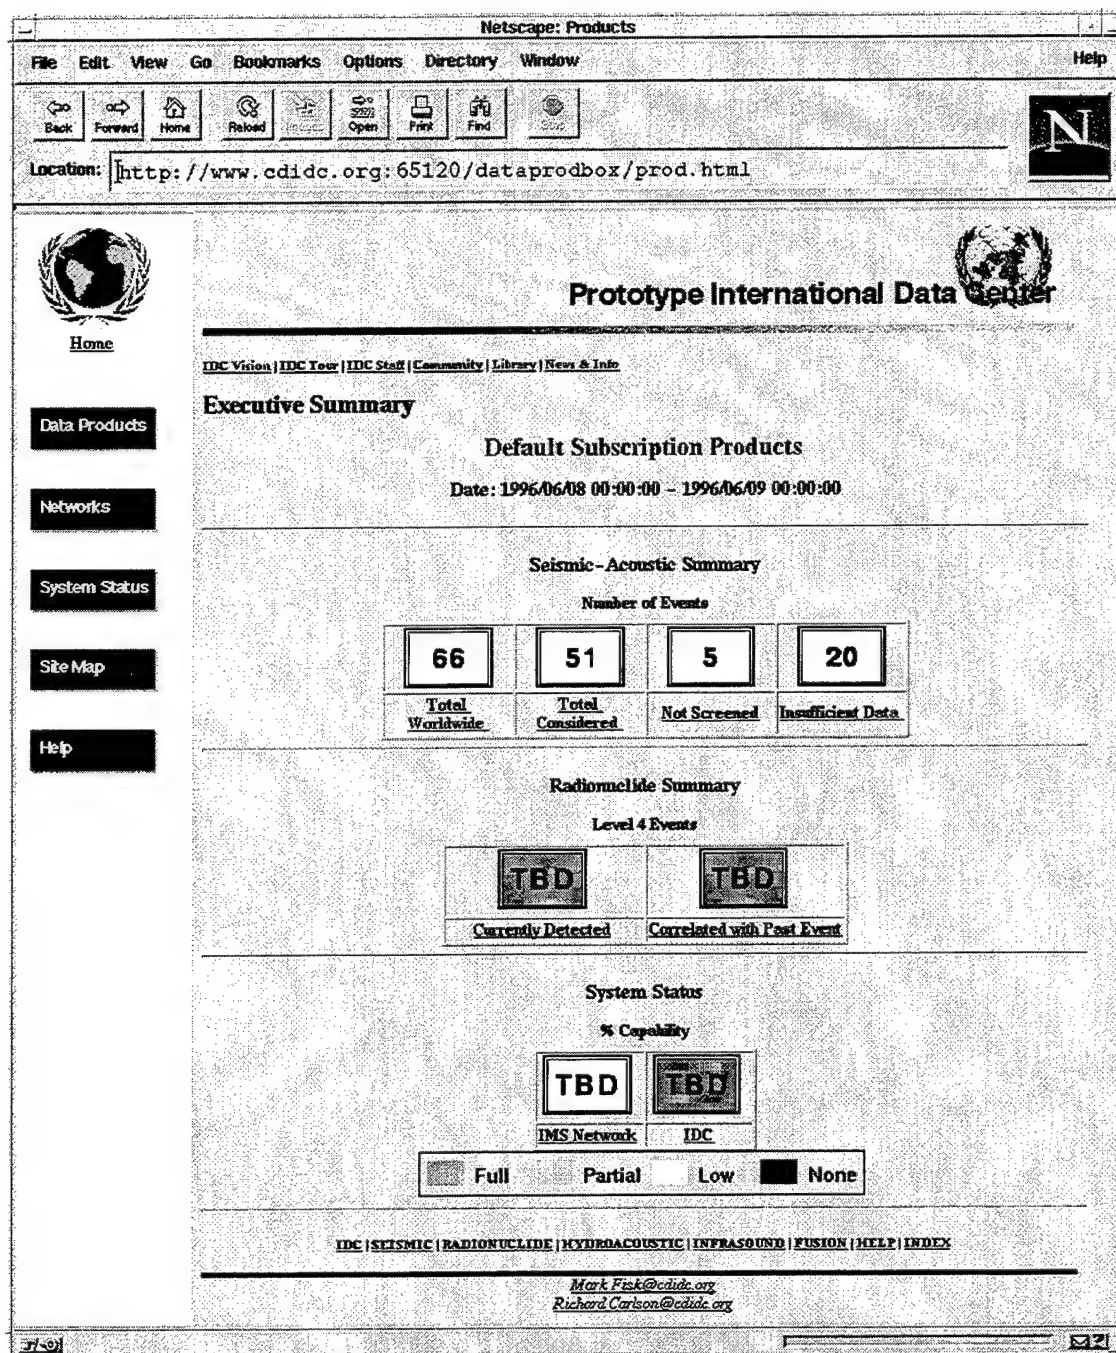 Netscape: Products
File Edit View Go Bookmarks Options Directory Window Help
Back Forward Home Reload Open Print Find
Location: http://www.cdidc.org:65120/dataprodbox/prod.html
N
Prototype International Data Center
Home
IDC Vision | IDC Tour | IDC Staff | Community | Library | News & Info
Executive Summary
Data Products
Default Subscription Products
Date: 1996/06/08 00:00:00 - 1996/06/09 00:00:00
Networks
Seismic-Acoustic Summary
System Status
Number of Events
66 51 5 20
Site Map
Total Worldwide Total Considered Not Screened Insufficient Data
Help
Radionuclide Summary
Level 4 Events
TBD TBD
Currently Detected Correlated with Past Event
System Status
% Capability
TBD TBD
IMS Network IDC
Full Partial Low None
IDC | SEISMIC | RADIONUCLIDE | HYDROACOUSTIC | INFRASOUND | FUSION | HELP | INDEX
Mark Fisk@cdidc.org
Richard Carlson@cdidc.org